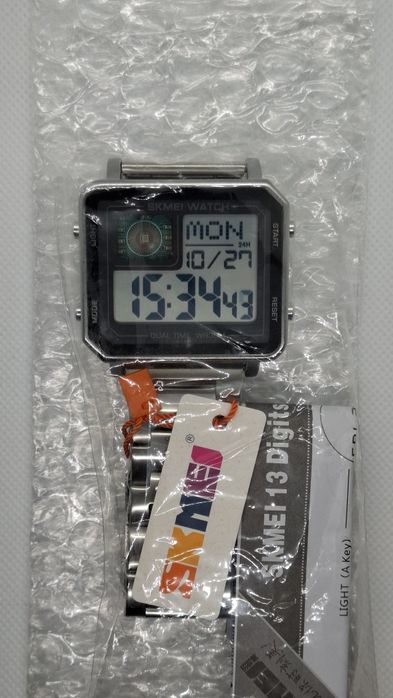 SKMEI WATCH
LIGHT
START
MON
24H
10/27
15:34 43
MODE
RESET
DUAL TIME
SKMEI
®
SKMEI 13 Digits
LIGHT (A Key)